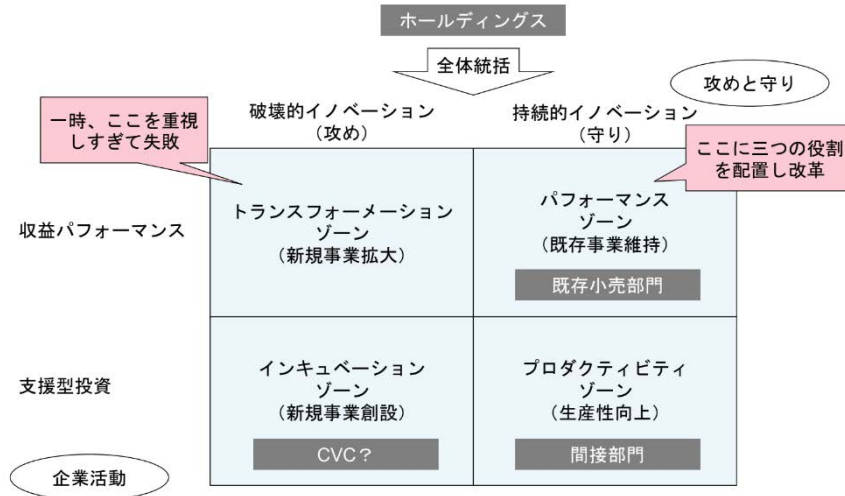 ホールディングス
全体統括
攻めと守り
一時、ここを重視
しすぎて失敗
破壊的イノベーション
(攻め)
持続的イノベーション
(守り)
ここに三つの役割
を配置し改革
収益パフォーマンス
トランスフォーメーション
ゾーン
(新規事業拡大)
パフォーマンス
ゾーン
(既存事業維持)
既存小売部門
支援型投資
インキュベーション
ゾーン
(新規事業創設)
CVC？
プロダクティビティ
ゾーン
(生産性向上)
間接部門
企業活動